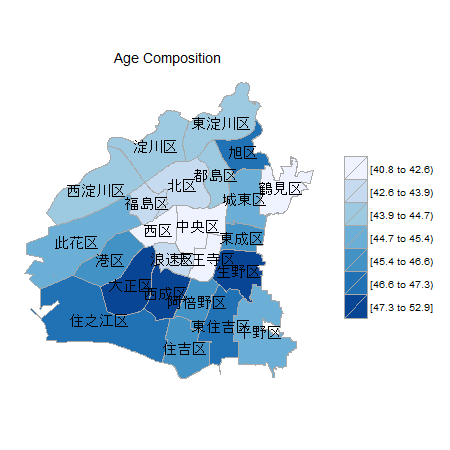 Age Composition
東淀川区
淀川区
旭区
都島区
西淀川区
北区
鶴見区
城東区
福島区
中央区
西区
東成区
此花区
港区
浪速区
天王寺区
生野区
大正区
西成区
阿倍野区
住之江区
東住吉区
平野区
住吉区
[40.8 to 42.6)
[42.6 to 43.9)
[43.9 to 44.7)
[44.7 to 45.4)
[45.4 to 46.6)
[46.6 to 47.3)
[47.3 to 52.9]